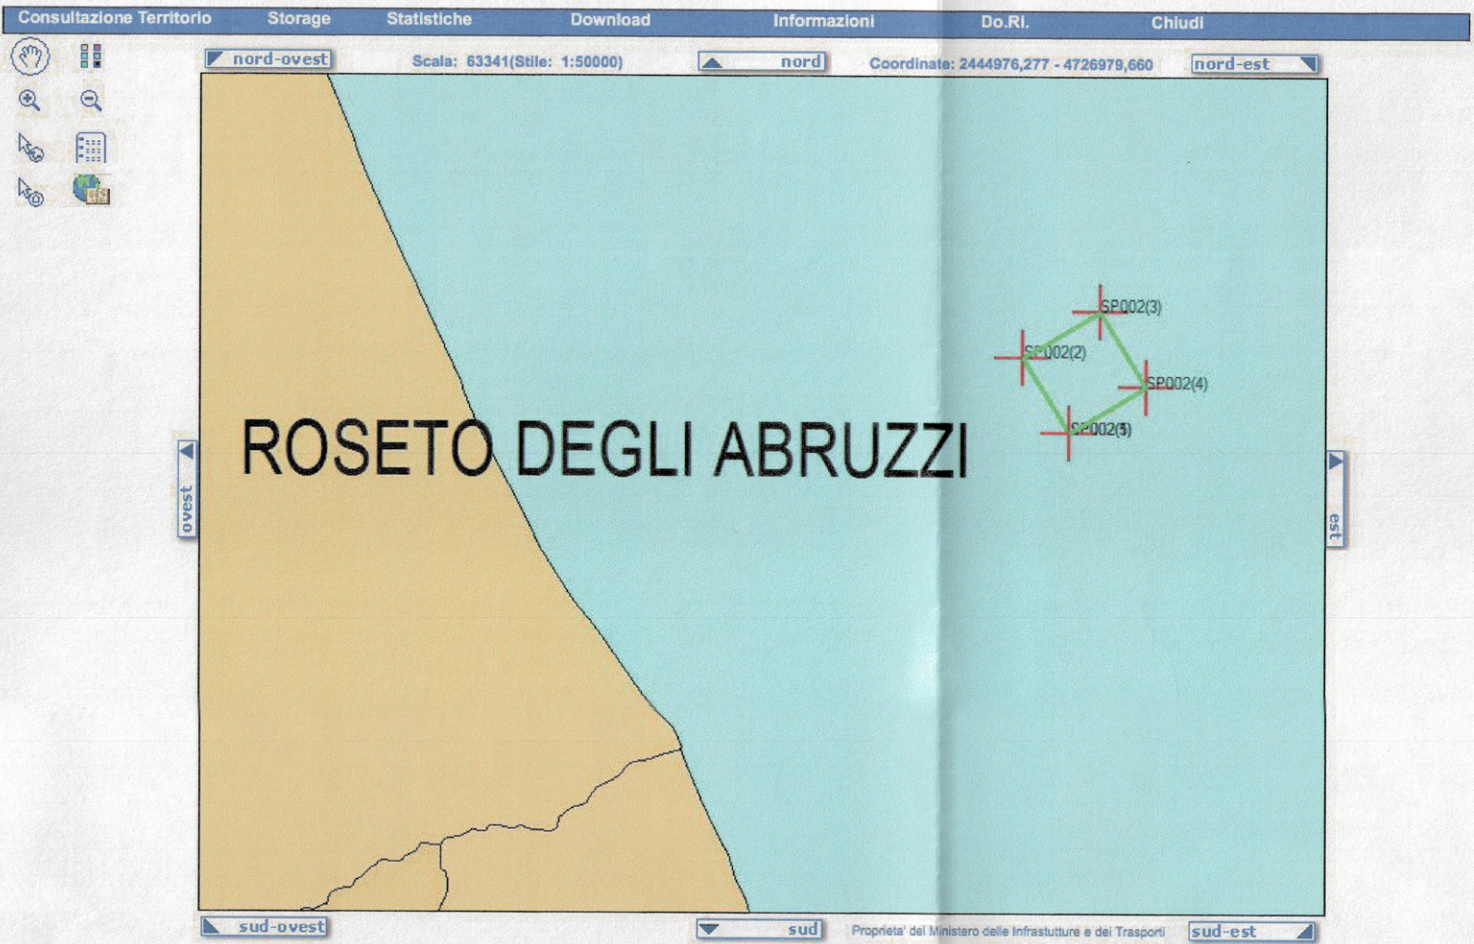 Consultazione Territorio Storage Statistiche Download Informazioni Do.Ri. Chiudi
nord-ovest Scala: 63341(Stile: 1:50000) nord Coordinate: 2444976,277 - 4726979,660 nord-est
SP002(3)
SP002(2)
SP002(4)
ROSETO DEGLI ABRUZZI
ovest
est
sud-ovest sud Proprieta' del Ministero delle Infrastutture e dei Trasporti sud-est